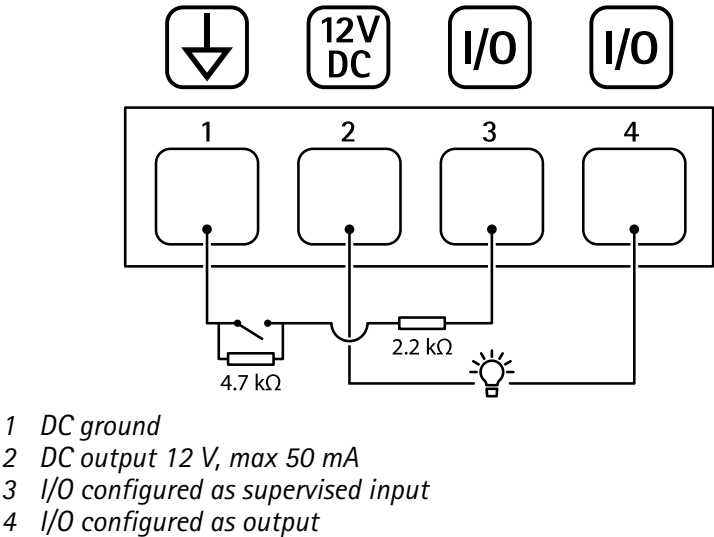 12V DC I/O I/O
1 2 3 4
2.2 kΩ
4.7 kΩ
1 DC ground
2 DC output 12 V, max 50 mA
3 I/O configured as supervised input
4 I/O configured as output